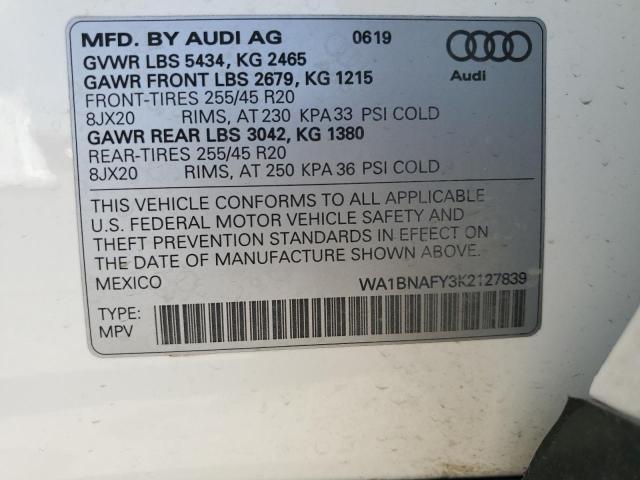 MFD. BY AUDI AG 0619
GVWR LBS 5434, KG 2465
GAWR FRONT LBS 2679, KG 1215
Audi
FRONT-TIRES 255/45 R20
8JX20 RIMS, AT 230 KPA 33 PSI COLD
GAWR REAR LBS 3042, KG 1380
REAR-TIRES 255/45 R20
8JX20 RIMS, AT 250 KPA 36 PSI COLD
THIS VEHICLE CONFORMS TO ALL APPLICABLE
U.S. FEDERAL MOTOR VEHICLE SAFETY AND
THEFT PREVENTION STANDARDS IN EFFECT ON
THE DATE OF MANUFACTURE SHOWN ABOVE.
MEXICO WA1BNAFY3K2127839
TYPE:
MPV